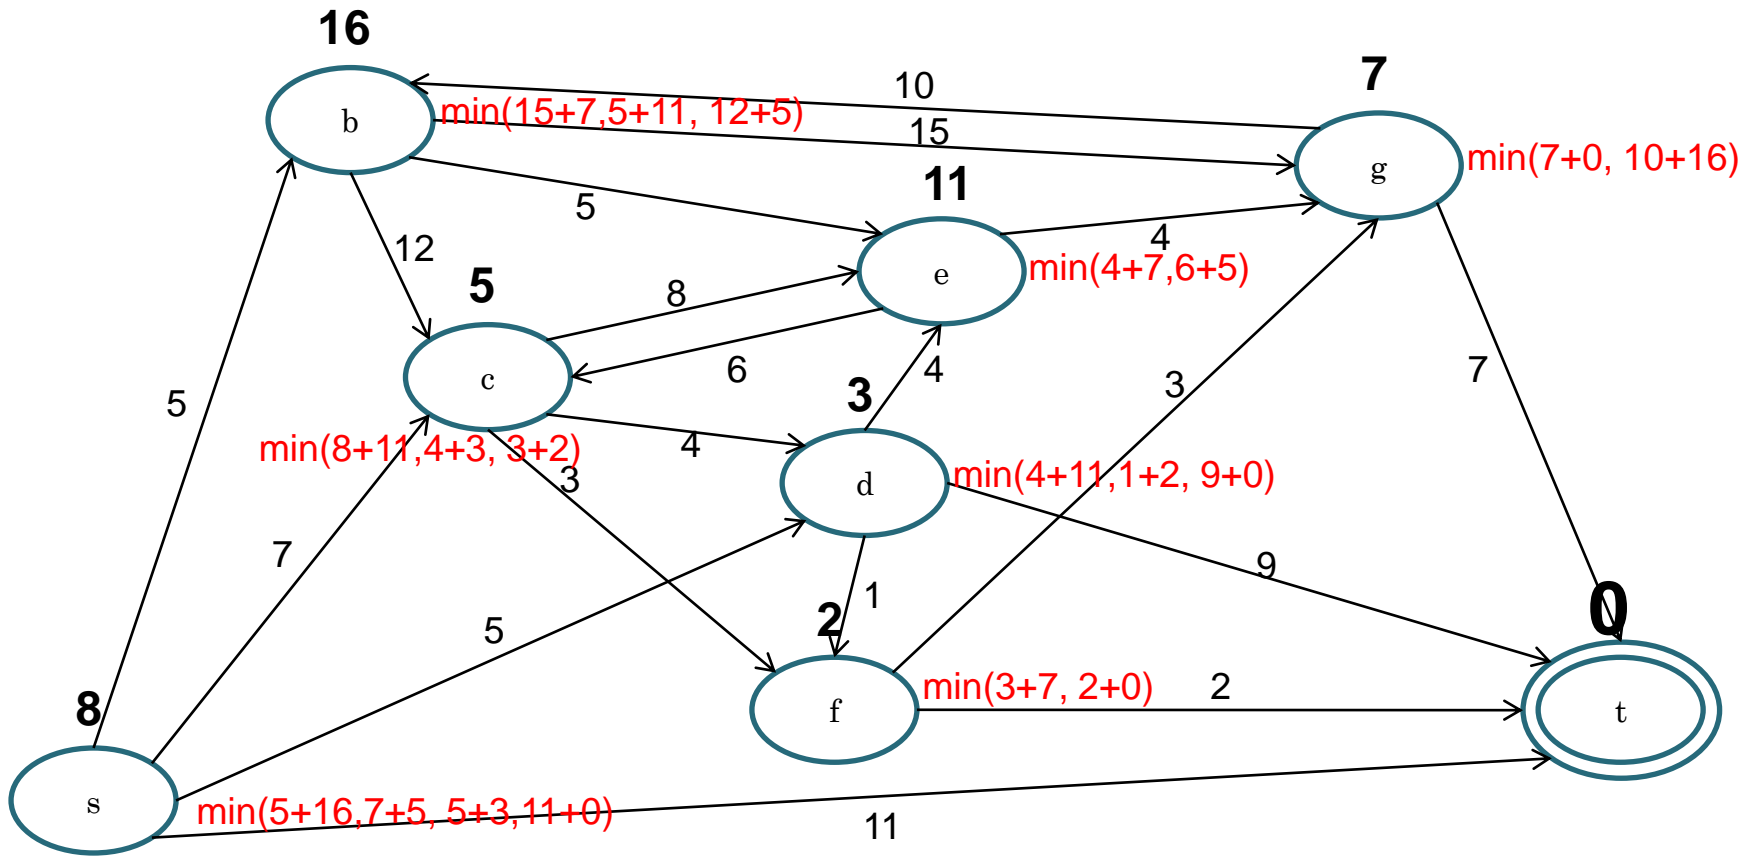 16
7
10
b
min(15+7,5+11, 12+5)
15
g
min(7+0, 10+16)
11
5
4
12
e
min(4+7,6+5)
5
8
6
4
7
3
3
c
5
min(8+11,4+3, 3+2)
4
3
d
min(4+11,1+2, 9+0)
7
9
1
0
2
5
8
f
min(3+7, 2+0)
2
t
s
min(5+16,7+5, 5+3,11+0)
11